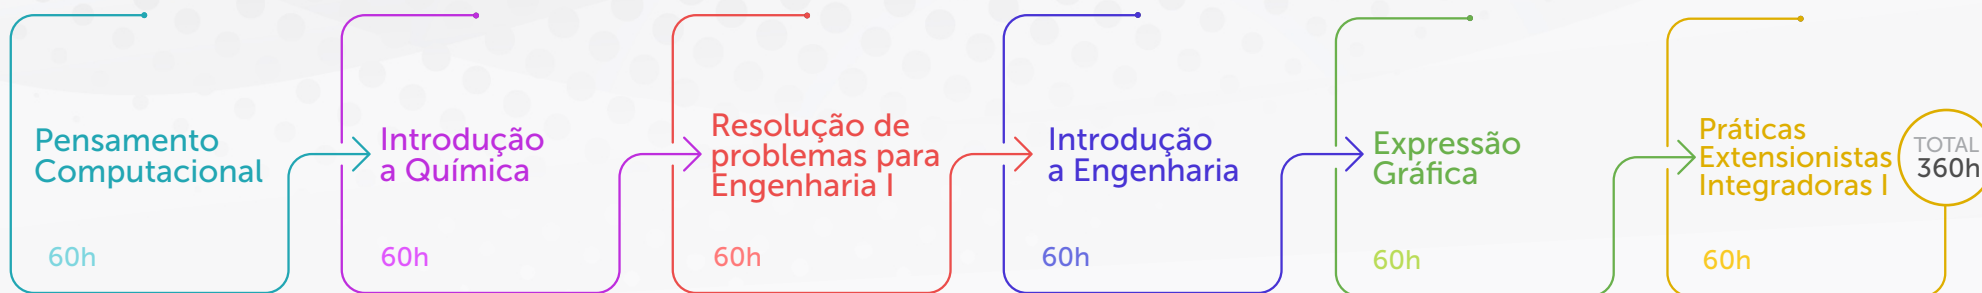 Pensamento
Computacional
60h
Introdução
a Química
60h
Resolução de
problemas para
Engenharia I
60h
Introdução
a Engenharia
60h
Expressão
Gráfica
60h
Práticas
Extensionistas
Integradoras I
60h
TOTAL
360h